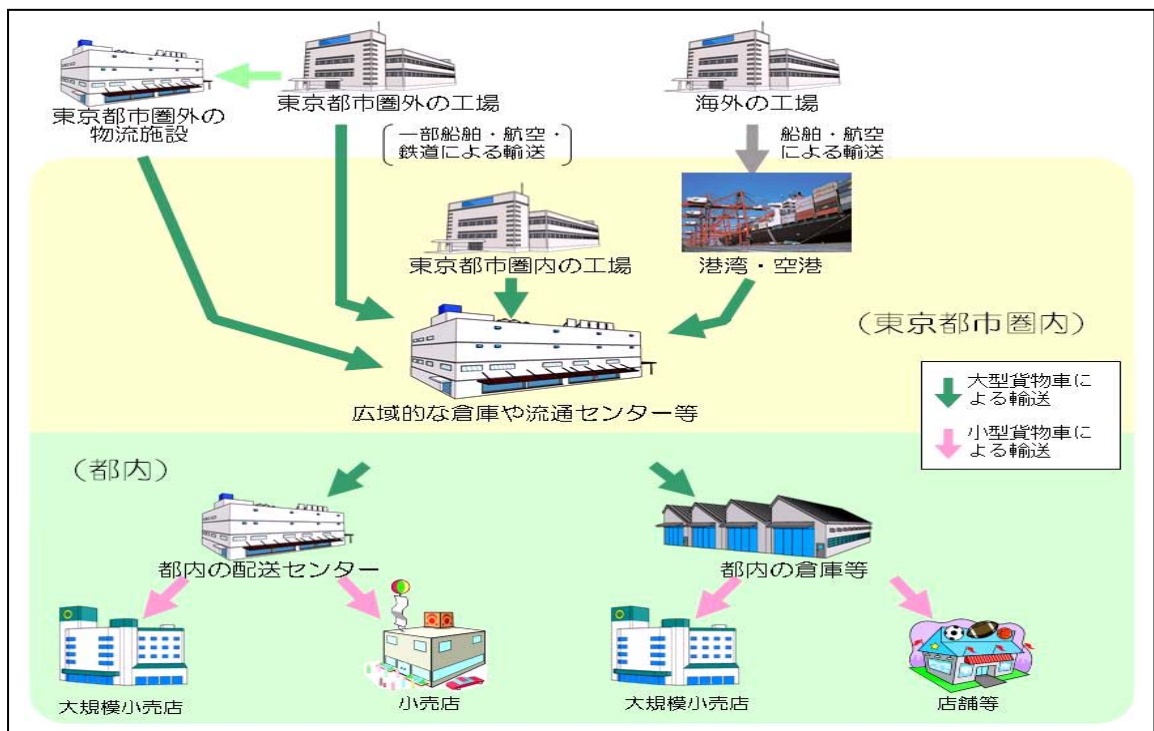 東京都市圏外の
物流施設
東京都市圏外の工場
海外の工場
一部船舶・航空・
鉄道による輸送
船舶・航空
による輸送
東京都市圏内の工場
港湾・空港
(東京都市圏内)
広域的な倉庫や流通センター等
大型貨物車に
よる輸送
小型貨物車に
よる輸送
(都内)
都内の配送センター
都内の倉庫等
大規模小売店
小売店
大規模小売店
店舗等